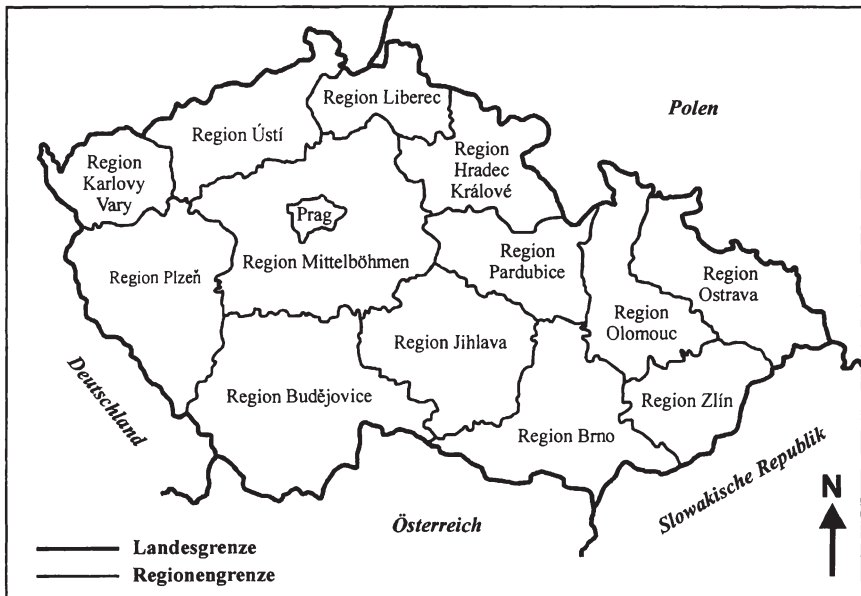 Region Liberec
Polen
Region Ústí
Region
Hradec
Králové
Region
Karlovy
Vary
Prag
Region Mittelböhmen
Region
Pardubice
Region Plzeň
Region
Ostrava
Region
Olomouc
Region Jihlava
Region Budějovice
Region Zlín
Region Brno
Deutschland
Slowakische Republik
Österreich
N
Landesgrenze
Regionengrenze